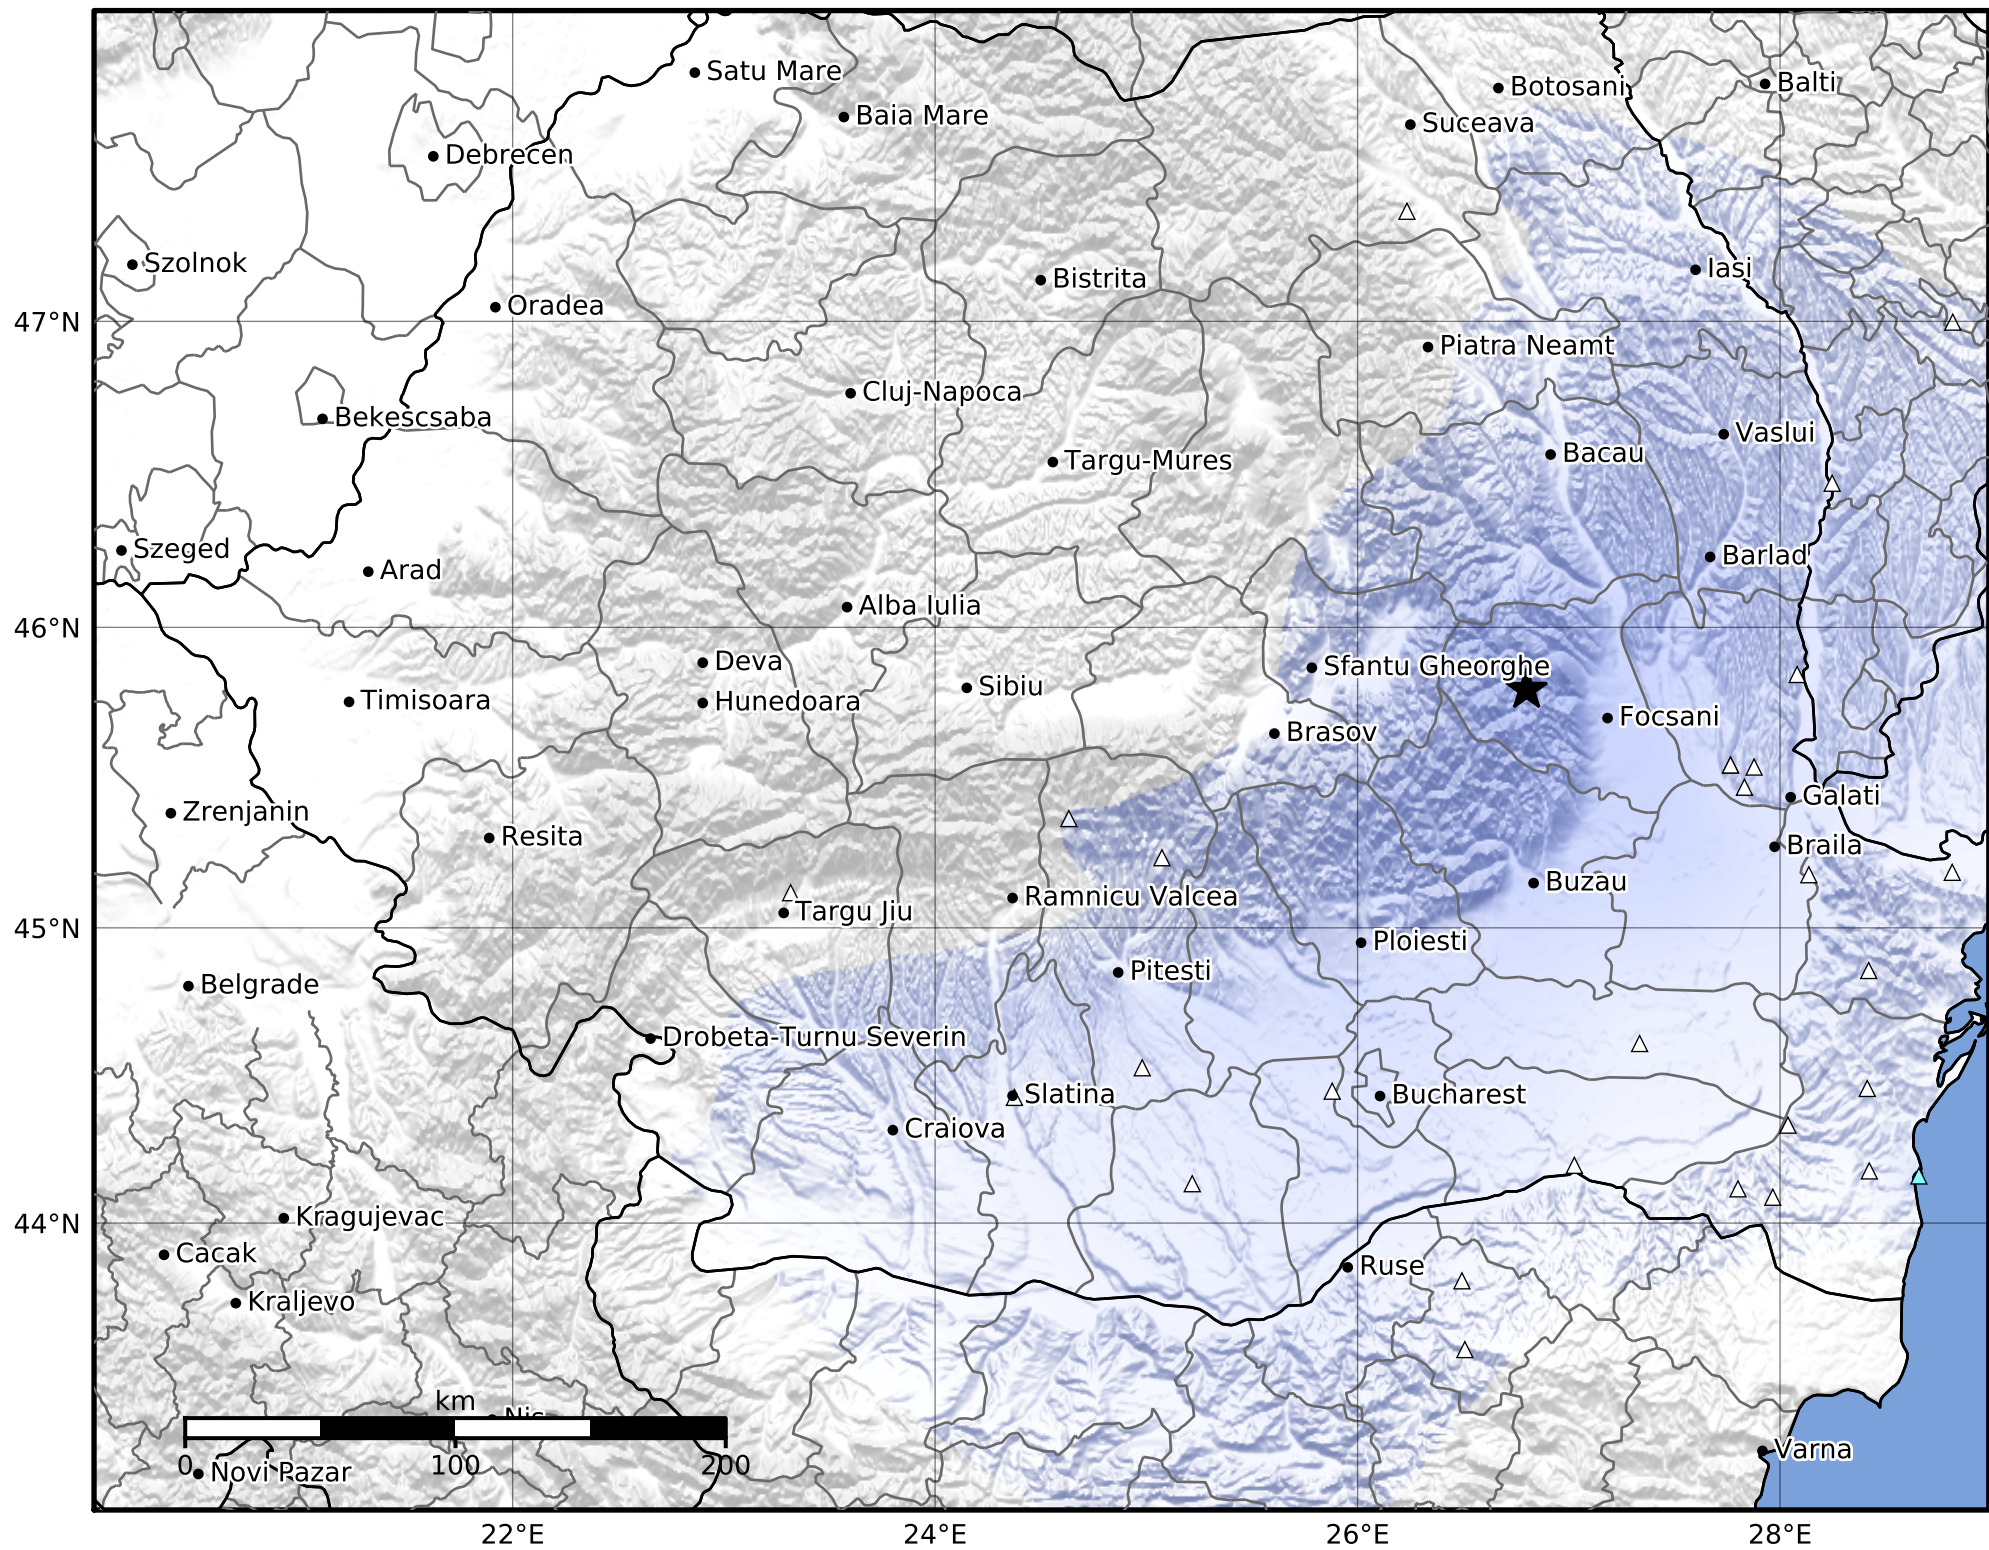 Satu Mare
Botosani
Balti
Baia Mare
Suceava
Debrecen
Szolnok
Iasi
Bistrita
Oradea
47°N
Piatra Neamt
Cluj-Napoca
Bekescsaba
Vaslui
Bacau
Targu-Mures
Szeged
Barlad
Arad
Alba Iulia
46°N
Deva
Sfantu Gheorghe
Sibiu
Timisoara
Hunedoara
Focsani
Brasov
Galati
Zrenjanin
Resita
Braila
Buzau
Ramnicu Valcea
Targu Jiu
45°N
Ploiesti
Pitesti
Belgrade
Drobeta-Turnu Severin
Slatina
Bucharest
Craiova
Kragujevac
44°N
Cacak
Ruse
Kraljevo
km
Nis
Varna
0 100 200
Novi Pazar
22°E 24°E 26°E 28°E